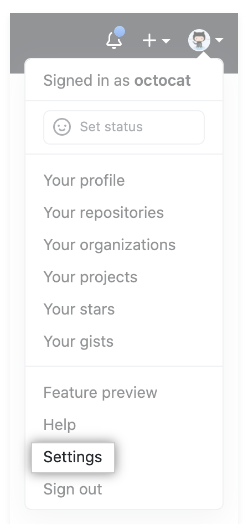 Signed in as octocat
Set status
Your profile
Your repositories
Your organizations
Your projects
Your stars
Your gists
Feature preview
Help
Settings
Sign out